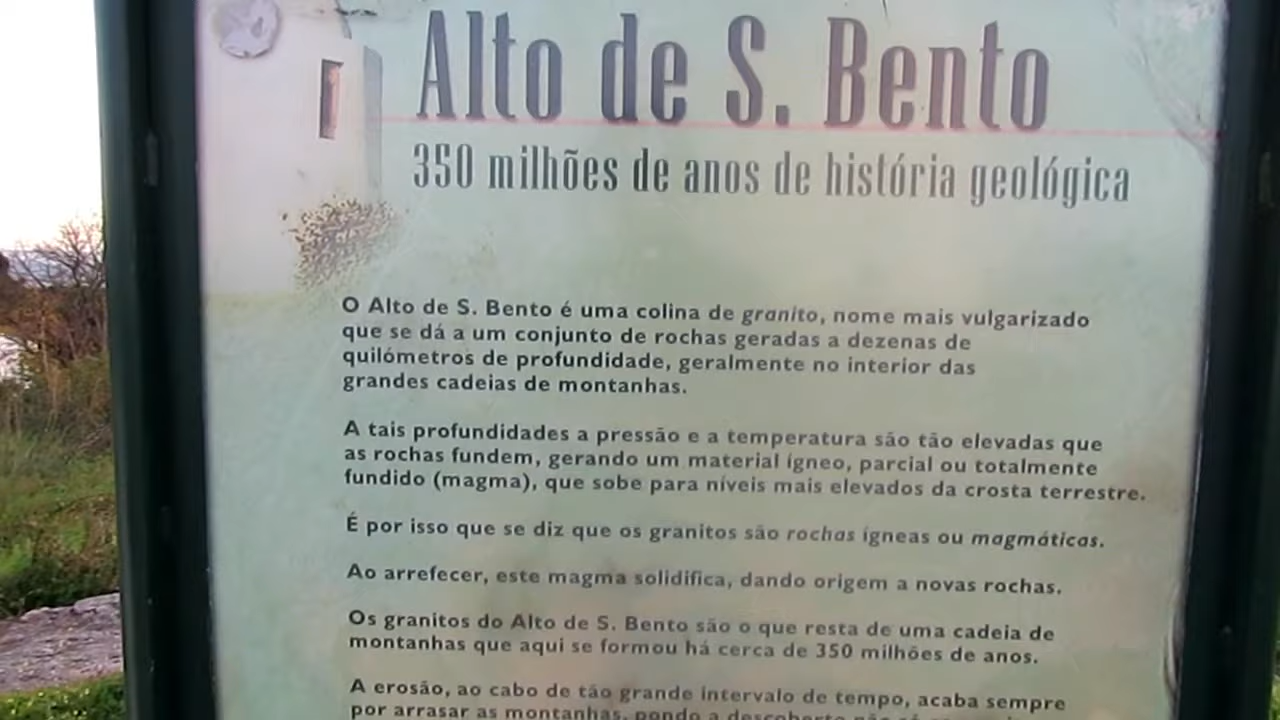 Alto de S. Bento
350 milhões de anos de história geológica
O Alto de S. Bento é uma colina de granito, nome mais vulgarizado
que se dá a um conjunto de rochas geradas a dezenas de
quilómetros de profundidade, geralmente no interior das
grandes cadeias de montanhas.
A tais profundidades a pressão e a temperatura são tão elevadas que
as rochas fundem, gerando um material ígneo, parcial ou totalmente
fundido (magma), que sobe para níveis mais elevados da crosta terrestre.
É por isso que se diz que os granitos são rochas ígneas ou magmáticas.
Ao arrefecer, este magma solidifica, dando origem a novas rochas.
Os granitos do Alto de S. Bento são o que resta de uma cadeia de
montanhas que aqui se formou há cerca de 350 milhões de anos.
A erosão, ao cabo de tão grande intervalo de tempo, acaba sempre
por arrasar as montanhas, pondo a descoberto não só